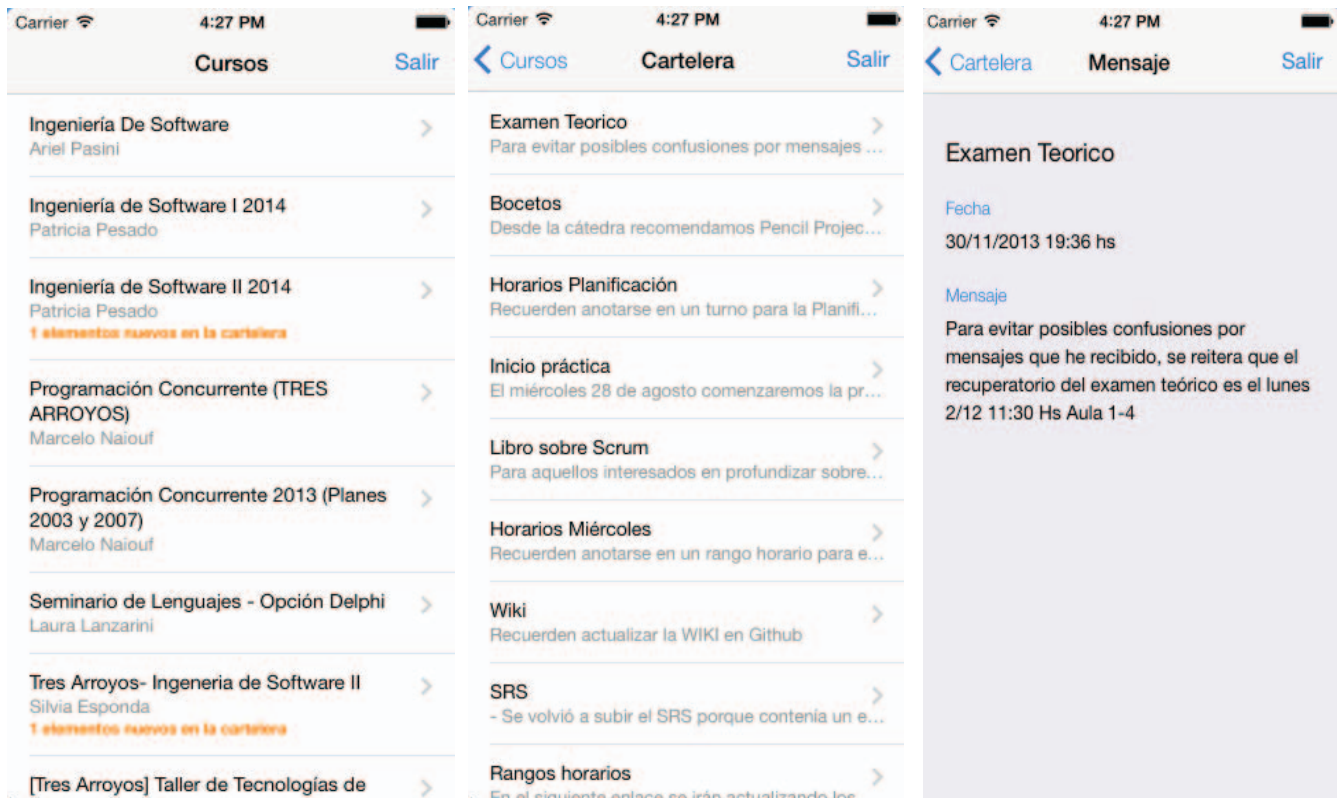 Carrier 4:27 PM
Cursos Salir
Ingeniería De Software
Ariel Pasini
Ingeniería de Software I 2014
Patricia Pesado
Ingeniería de Software II 2014
Patricia Pesado
1 elementos nuevos en la cartelera
Programación Concurrente (TRES
ARROYOS)
Marcelo Naiouf
Programación Concurrente 2013 (Planes
2003 y 2007)
Marcelo Naiouf
Seminario de Lenguajes - Opción Delphi
Laura Lanzarini
Tres Arroyos- Ingeneria de Software II
Silvia Esponda
1 elementos nuevos en la cartelera
[Tres Arroyos] Taller de Tecnologías de
Carrier 4:27 PM
Cursos Cartelera Salir
Examen Teorico
Para evitar posibles confusiones por mensajes ...
Bocetos
Desde la cátedra recomendamos Pencil Projec...
Horarios Planificación
Recuerden anotarse en un turno para la Planifi...
Inicio práctica
El miércoles 28 de agosto comenzaremos la pr...
Libro sobre Scrum
Para aquellos interesados en profundizar sobre...
Horarios Miércoles
Recuerden anotarse en un rango horario para e...
Wiki
Recuerden actualizar la WIKI en Github
SRS
- Se volvió a subir el SRS porque contenía un e...
Rangos horarios
En el siguiente enlace se irán actualizando los
Carrier 4:27 PM
Cartelera Mensaje Salir
Examen Teorico
Fecha
30/11/2013 19:36 hs
Mensaje
Para evitar posibles confusiones por
mensajes que he recibido, se reitera que el
recuperatorio del examen teórico es el lunes
2/12 11:30 Hs Aula 1-4